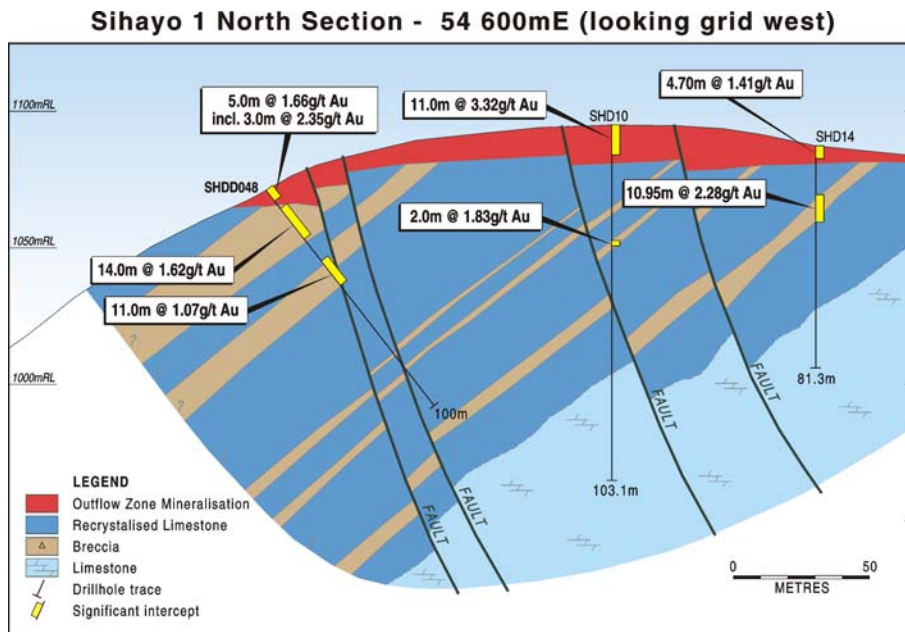 Sihayo 1 North Section - 54 600mE (looking grid west)
1100mRL
5.0m @ 1.66g/t Au
incl. 3.0m @ 2.35g/t Au
11.0m @ 3.32g/t Au
4.70m @ 1.41g/t Au
SHD10
SHD14
SHDD048
10.95m @ 2.28g/t Au
2.0m @ 1.83g/t Au
1050mRL
14.0m @ 1.62g/t Au
11.0m @ 1.07g/t Au
?
1000mRL
?
100m
81.3m
FAULT
FAULT
103.1m
FAULT
FAULT
LEGEND
Outflow Zone Mineralisation
Recrystalised Limestone
Breccia
Limestone
Drillhole trace
Significant intercept
0 50
METRES